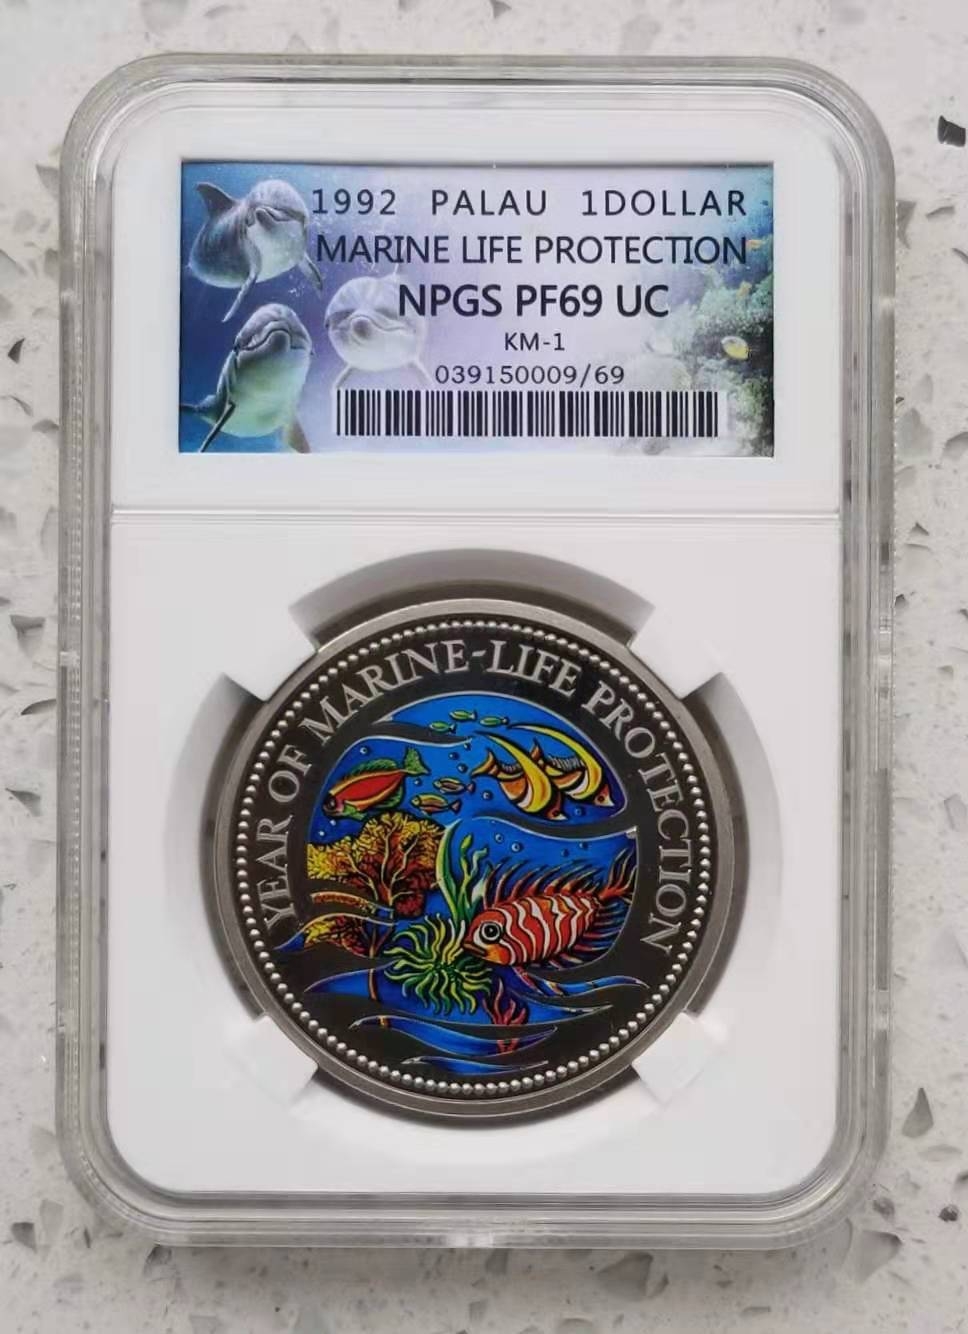 1992 PALAU 1DOLLAR
MARINE LIFE PROTECTION
NPGS PF69 UC
KM-1
039150009/69
YEAR OF MARINE-LIFE PROTECTION